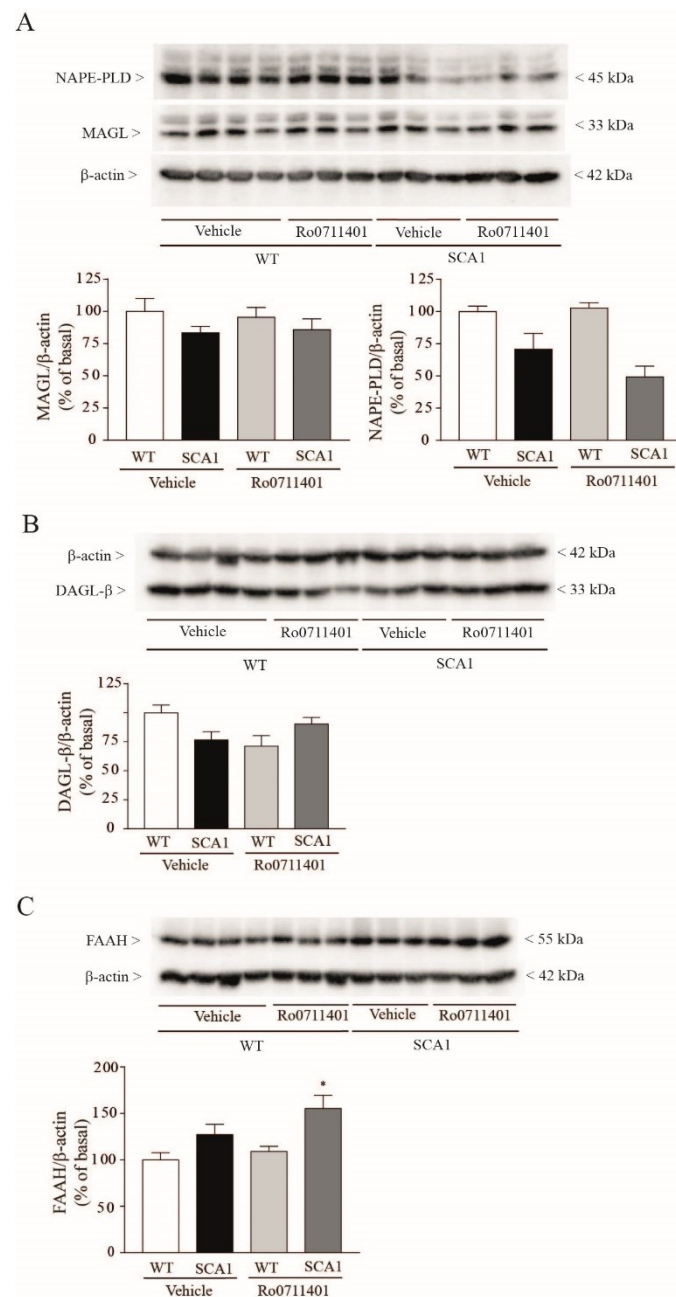 A
NAPE-PLD > < 45 kDa
MAGL > < 33 kDa
β-actin > < 42 kDa
Vehicle Ro0711401 Vehicle Ro0711401
WT SCA1
MAGL/β-actin
(% of basal)
125
100
75
50
25
0
WT SCA1 WT SCA1
Vehicle Ro0711401
NAPE-PLD/β-actin
(% of basal)
125
100
75
50
25
0
WT SCA1 WT SCA1
Vehicle Ro0711401
B
β-actin > < 42 kDa
DAGL-β > < 33 kDa
Vehicle Ro0711401 Vehicle Ro0711401
WT SCA1
DAGL-β/β-actin
(% of basal)
100
75
50
25
0
WT SCA1 WT SCA1
Vehicle Ro0711401
C
FAAH > < 55 kDa
β-actin > < 42 kDa
Vehicle Ro0711401 Vehicle Ro0711401
WT SCA1
FAAH/β-actin
(% of basal)
200
150
100
50
0
*
WT SCA1 WT SCA1
Vehicle Ro0711401